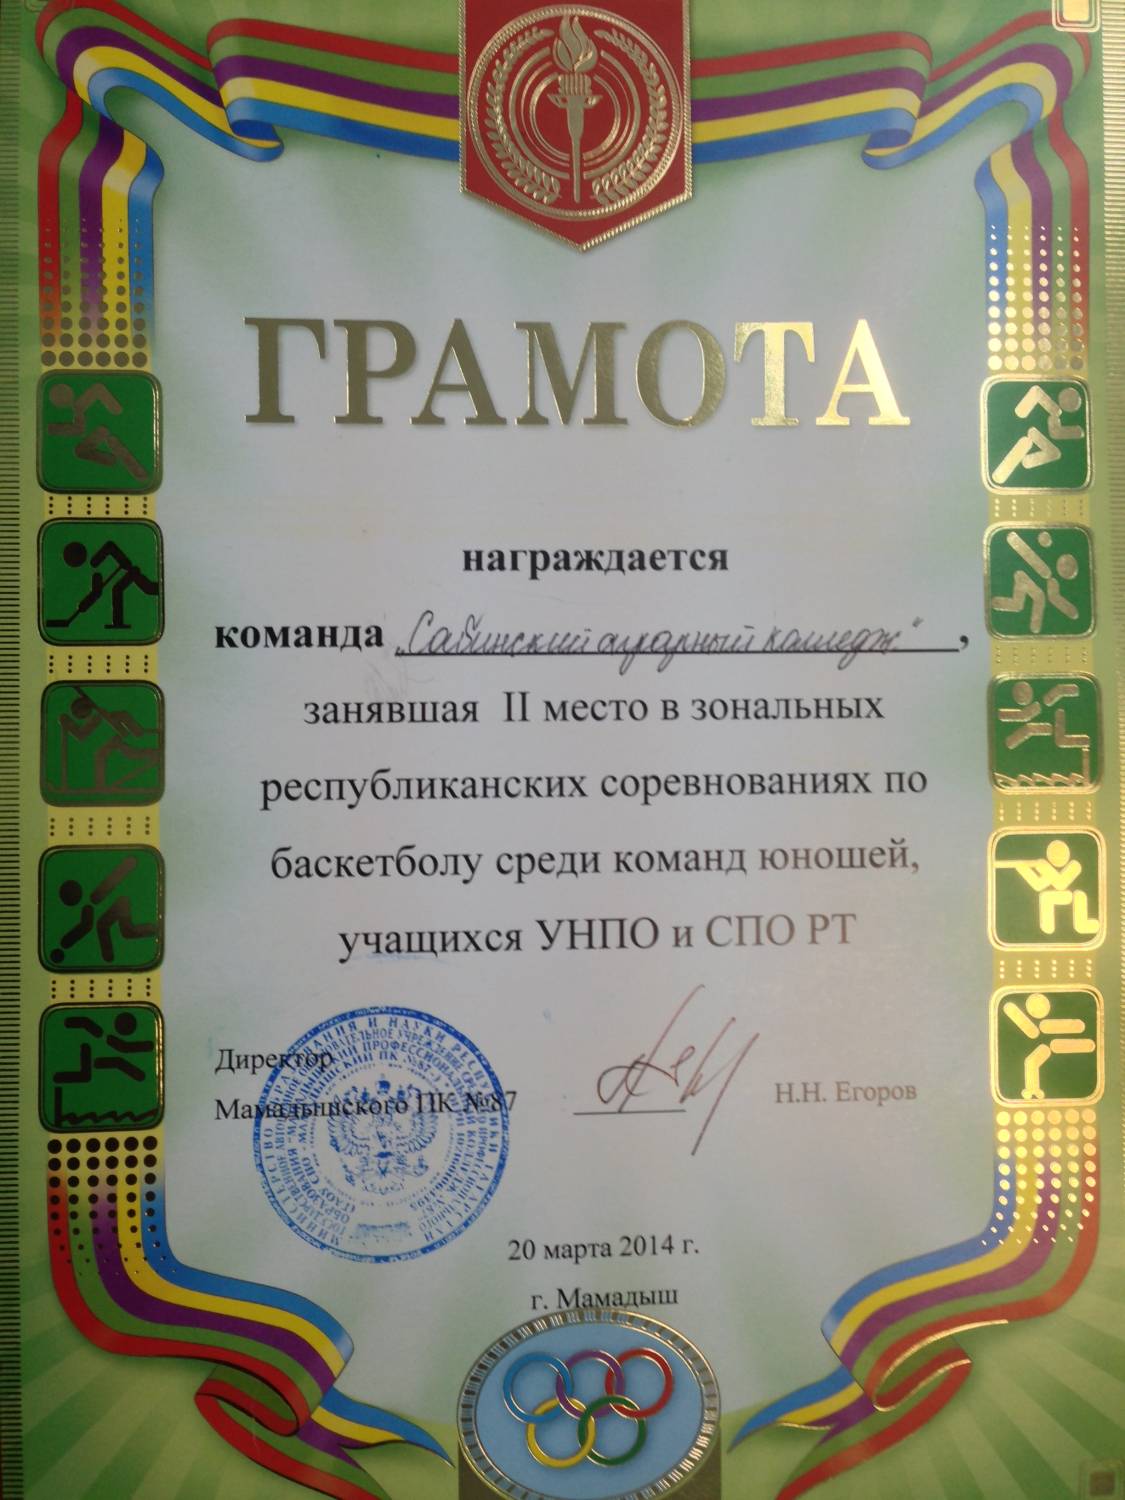 ГРАМОТА
награждается
команда „Сабинский аграрный колледж",
занявшая II место в зональных
республиканских соревнованиях по
баскетболу среди команд юношей,
учащихся УНПО и СПО РТ
Директор
Мамадышского ПК №87
Н.Н. Егоров
20 марта 2014 г.
г. Мамадыш